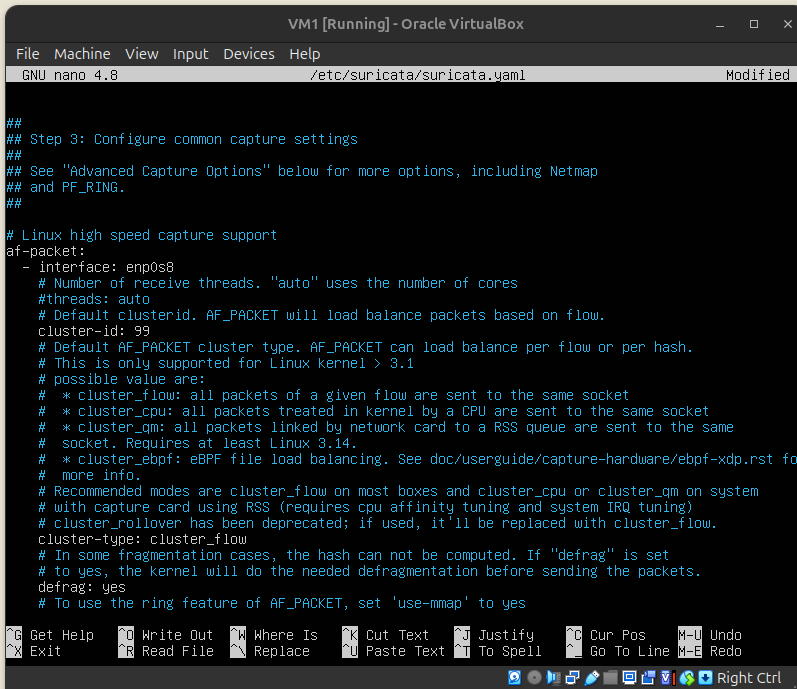 VM1 [Running] - Oracle VirtualBox
File Machine View Input Devices Help
GNU nano 4.8 /etc/suricata/suricata.yaml Modified
##
## Step 3: Configure common capture settings
##
## See "Advanced Capture Options" below for more options, including Netmap
## and PF_RING.
##
# Linux high speed capture support
af-packet:
- interface: enp0s8
# Number of receive threads. "auto" uses the number of cores
#threads: auto
# Default clusterid. AF_PACKET will load balance packets based on flow.
cluster-id: 99
# Default AF_PACKET cluster type. AF_PACKET can load balance per flow or per hash.
# This is only supported for Linux kernel > 3.1
# possible value are:
# * cluster_flow: all packets of a given flow are sent to the same socket
# * cluster_cpu: all packets treated in kernel by a CPU are sent to the same socket
# * cluster_qm: all packets linked by network card to a RSS queue are sent to the same
# socket. Requires at least Linux 3.14.
# * cluster_ebpf: eBPF file load balancing. See doc/userguide/capture-hardware/ebpf-xdp.rst fo
# more info.
# Recommended modes are cluster_flow on most boxes and cluster_cpu or cluster_qm on system
# with capture card using RSS (requires cpu affinity tuning and system IRQ tuning)
# cluster_rollover has been deprecated; if used, it'll be replaced with cluster_flow.
cluster-type: cluster_flow
# In some fragmentation cases, the hash can not be computed. If "defrag" is set
# to yes, the kernel will do the needed defragmentation before sending the packets.
defrag: yes
# To use the ring feature of AF_PACKET, set 'use-mmap' to yes
^G Get Help ^O Write Out ^W Where Is ^K Cut Text ^J Justify ^C Cur Pos M-U Undo
^X Exit ^R Read File ^\ Replace ^U Paste Text ^T To Spell ^_ Go To Line M-E Redo
Right Ctrl